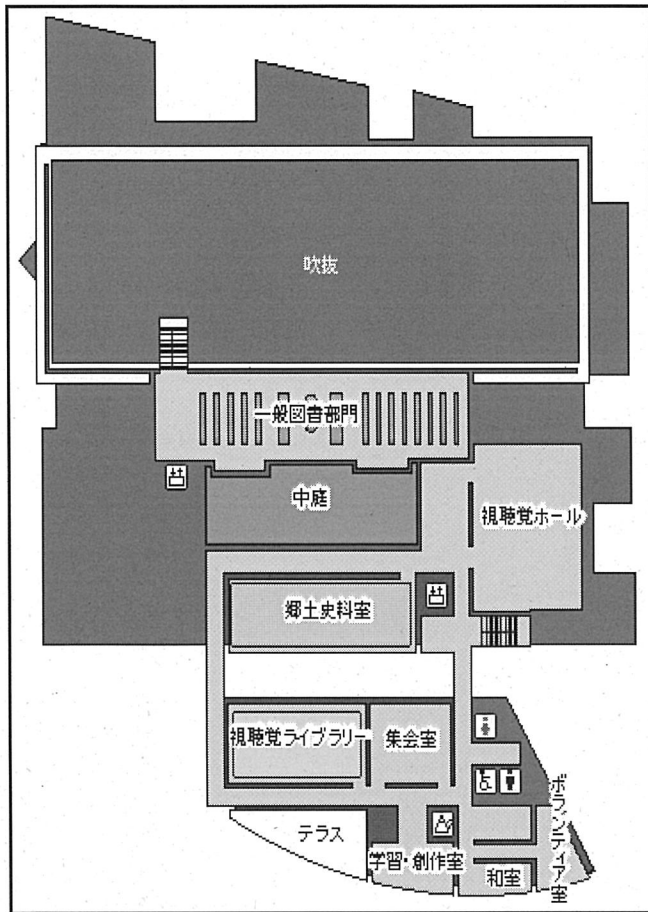 吹抜
一般図書部門
中庭
視聴覚ホール
郷土史料室
視聴覚ライブラリー
集会室
ボランティア室
テラス
学習・創作室
和室